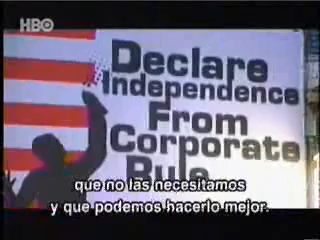 HBO
Declare
Independence
From
Corporate
Rule
que no las necesitamos
y que podemos hacerlo mejor.